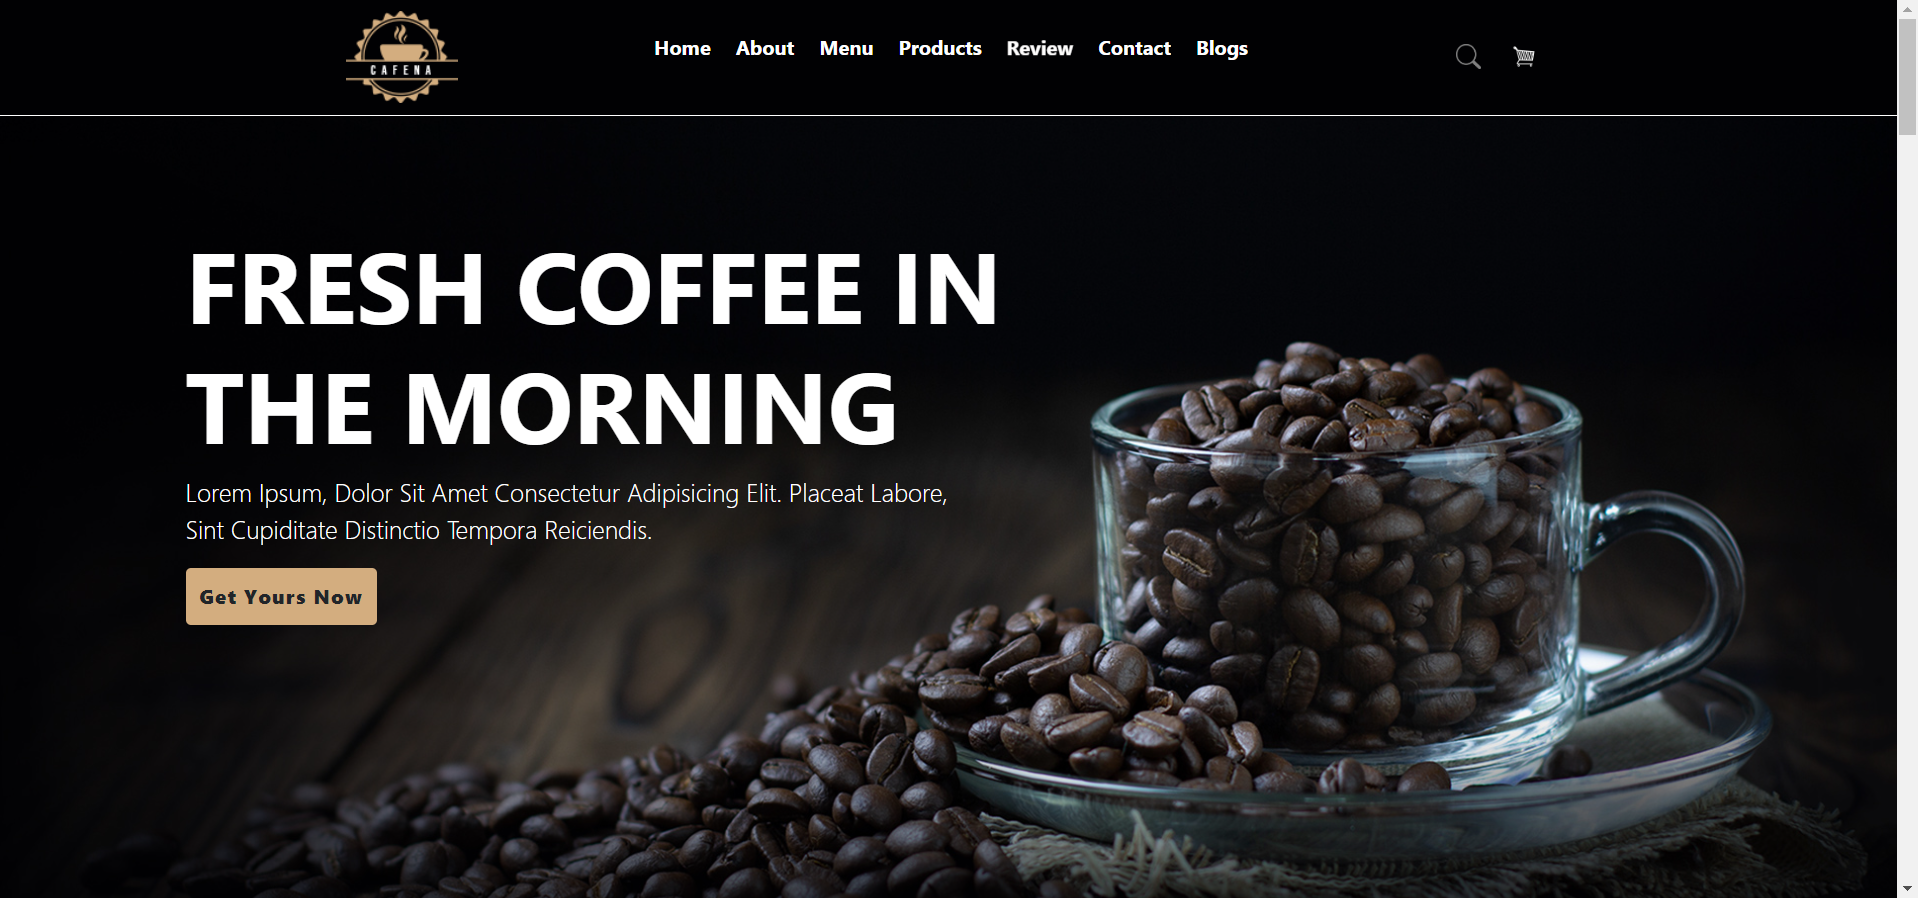 CAFENA
Home About Menu Products Review Contact Blogs
FRESH COFFEE IN
THE MORNING
Lorem Ipsum, Dolor Sit Amet Consectetur Adipisicing Elit. Placeat Labore,
Sint Cupiditate Distinctio Tempora Reiciendis.
Get Yours Now